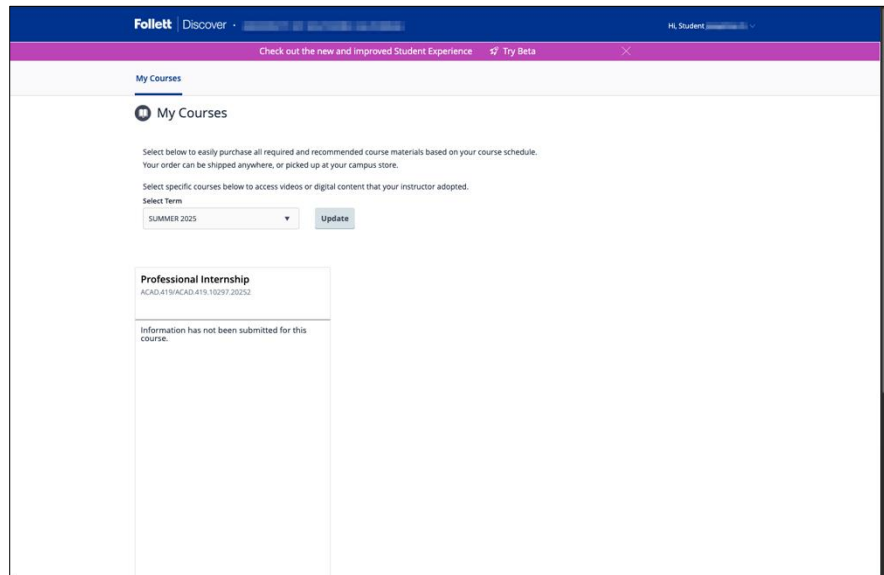 Follett | Discover ·
Hi, Student
Check out the new and improved Student Experience Try Beta
My Courses
My Courses
Select below to easily purchase all required and recommended course materials based on your course schedule.
Your order can be shipped anywhere, or picked up at your campus store.
Select specific courses below to access videos or digital content that your instructor adopted.
Select Term
SUMMER 2025 Update
Professional Internship
ACAD.419/ACAD.419.10297.20252
Information has not been submitted for this
course.